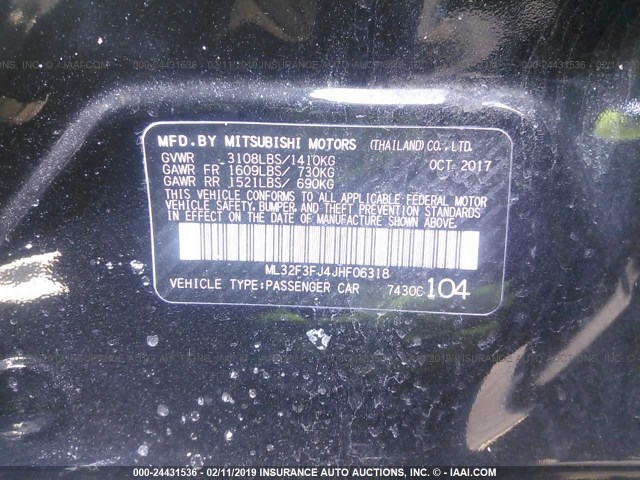 MFD.BY MITSUBISHI MOTORS (THAILAND) CO., LTD.
GVWR 3108LBS/1410KG OCT 2017
GAWR FR 1609LBS/ 730KG
GAWR RR 1521LBS/ 690KG
THIS VEHICLE CONFORMS TO ALL APPLICABLE FEDERAL MOTOR
VEHICLE SAFETY, BUMPER, AND THEFT PREVENTION STANDARDS
IN EFFECT ON THE DATE OF MANUFACTURE SHOWN ABOVE.
ML32F3FJ4JHF06318
VEHICLE TYPE:PASSENGER CAR 7430C 104
000-24431536 - 02/11/2019 INSURANCE AUTO AUCTIONS. - © - IAAI.COM